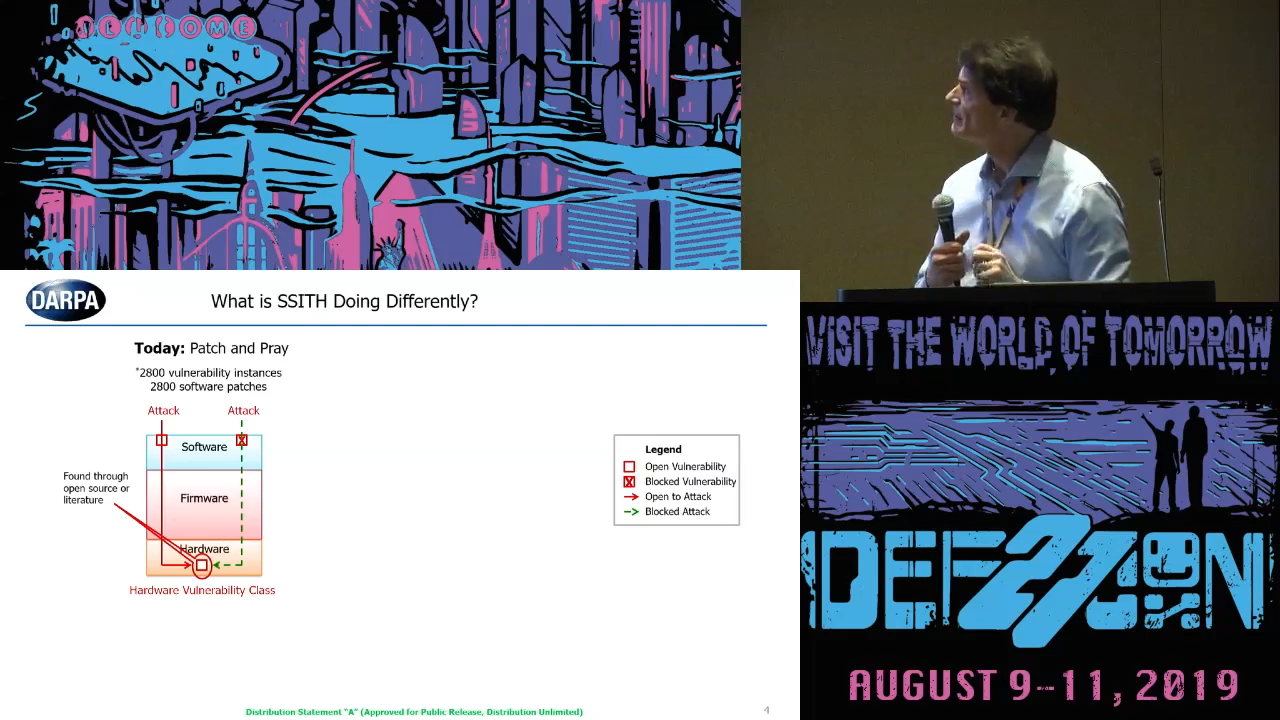 WELCOME
DARPA
What is SSITH Doing Differently?
Today: Patch and Pray
*2800 vulnerability instances
2800 software patches
Attack
Attack
Software
Found through
open source or
literature
Firmware
Hardware
Hardware Vulnerability Class
Legend
Open Vulnerability
Blocked Vulnerability
Open to Attack
Blocked Attack
Distribution Statement "A" (Approved for Public Release, Distribution Unlimited)
4
VISIT THE WORLD OF TOMORROW
DEF 27 CON
AUGUST 9-11, 2019